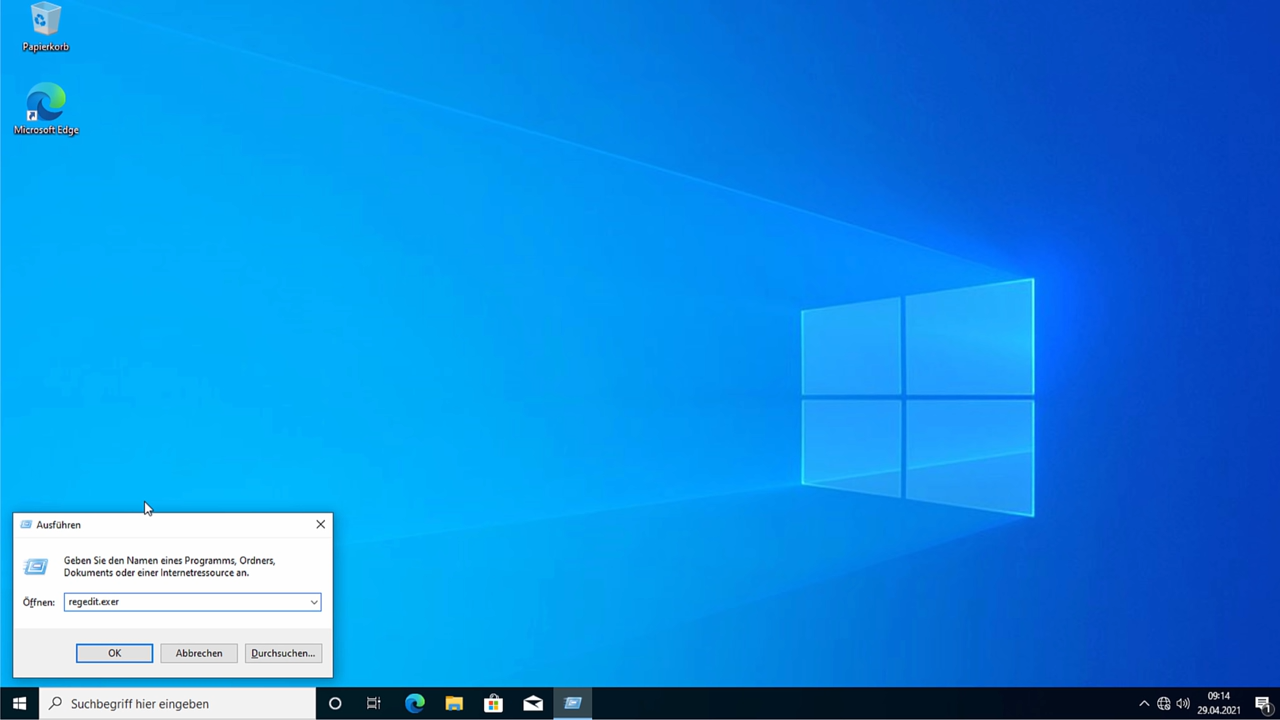 Papierkorb
Microsoft Edge
Ausführen
Geben Sie den Namen eines Programms, Ordners,
Dokuments oder einer Internetressource an.
Öffnen:
regedit.exer
OK
Abbrechen
Durchsuchen...
Suchbegriff hier eingeben
09:14
29.04.2021
1